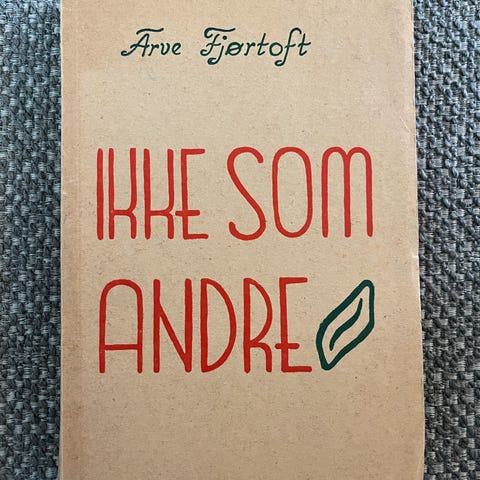 Arve Fjørtoft
IKKE SOM
ANDRE